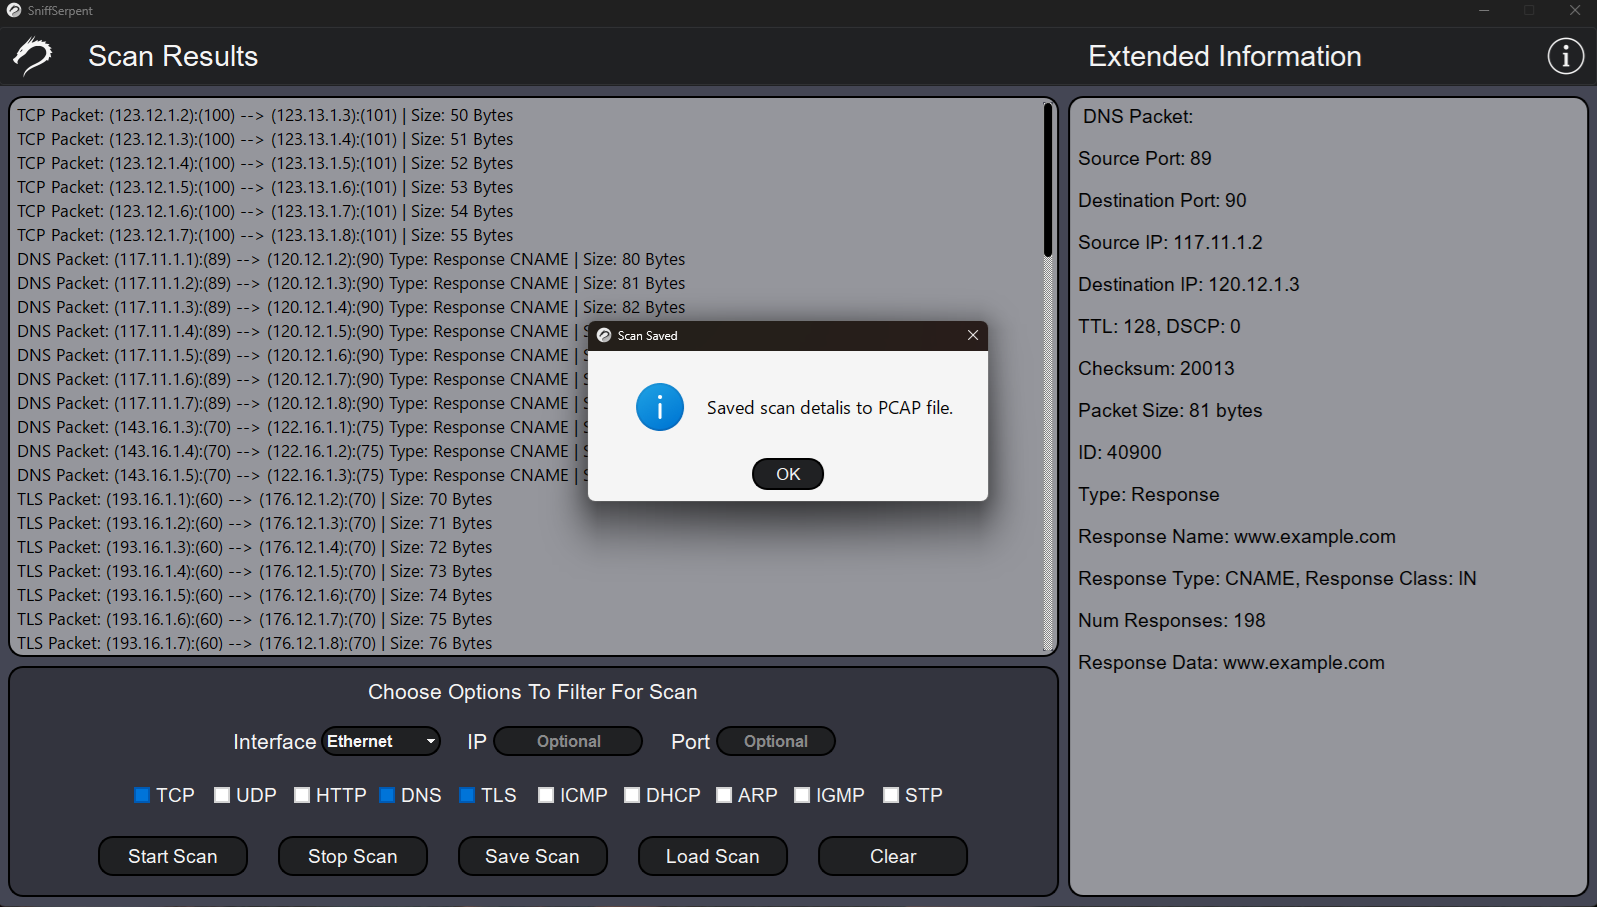 SniffSerpent
Scan Results
Extended Information
TCP Packet: (123.12.1.2):(100) --> (123.13.1.3):(101) | Size: 50 Bytes
TCP Packet: (123.12.1.3):(100) --> (123.13.1.4):(101) | Size: 51 Bytes
TCP Packet: (123.12.1.4):(100) --> (123.13.1.5):(101) | Size: 52 Bytes
TCP Packet: (123.12.1.5):(100) --> (123.13.1.6):(101) | Size: 53 Bytes
TCP Packet: (123.12.1.6):(100) --> (123.13.1.7):(101) | Size: 54 Bytes
TCP Packet: (123.12.1.7):(100) --> (123.13.1.8):(101) | Size: 55 Bytes
DNS Packet: (117.11.1.1):(89) --> (120.12.1.2):(90) Type: Response CNAME | Size: 80 Bytes
DNS Packet: (117.11.1.2):(89) --> (120.12.1.3):(90) Type: Response CNAME | Size: 81 Bytes
DNS Packet: (117.11.1.3):(89) --> (120.12.1.4):(90) Type: Response CNAME | Size: 82 Bytes
DNS Packet: (117.11.1.4):(89) --> (120.12.1.5):(90) Type: Response CNAME |
DNS Packet: (117.11.1.5):(89) --> (120.12.1.6):(90) Type: Response CNAME |
DNS Packet: (117.11.1.6):(89) --> (120.12.1.7):(90) Type: Response CNAME |
DNS Packet: (117.11.1.7):(89) --> (120.12.1.8):(90) Type: Response CNAME |
DNS Packet: (143.16.1.3):(70) --> (122.16.1.1):(75) Type: Response CNAME |
DNS Packet: (143.16.1.4):(70) --> (122.16.1.2):(75) Type: Response CNAME |
DNS Packet: (143.16.1.5):(70) --> (122.16.1.3):(75) Type: Response CNAME |
TLS Packet: (193.16.1.1):(60) --> (176.12.1.2):(70) | Size: 70 Bytes
TLS Packet: (193.16.1.2):(60) --> (176.12.1.3):(70) | Size: 71 Bytes
TLS Packet: (193.16.1.3):(60) --> (176.12.1.4):(70) | Size: 72 Bytes
TLS Packet: (193.16.1.4):(60) --> (176.12.1.5):(70) | Size: 73 Bytes
TLS Packet: (193.16.1.5):(60) --> (176.12.1.6):(70) | Size: 74 Bytes
TLS Packet: (193.16.1.6):(60) --> (176.12.1.7):(70) | Size: 75 Bytes
TLS Packet: (193.16.1.7):(60) --> (176.12.1.8):(70) | Size: 76 Bytes
Scan Saved
Saved scan detalis to PCAP file.
OK
DNS Packet:
Source Port: 89
Destination Port: 90
Source IP: 117.11.1.2
Destination IP: 120.12.1.3
TTL: 128, DSCP: 0
Checksum: 20013
Packet Size: 81 bytes
ID: 40900
Type: Response
Response Name: www.example.com
Response Type: CNAME, Response Class: IN
Num Responses: 198
Response Data: www.example.com
Choose Options To Filter For Scan
Interface Ethernet IP Optional Port Optional
TCP UDP HTTP DNS TLS ICMP DHCP ARP IGMP STP
Start Scan Stop Scan Save Scan Load Scan Clear